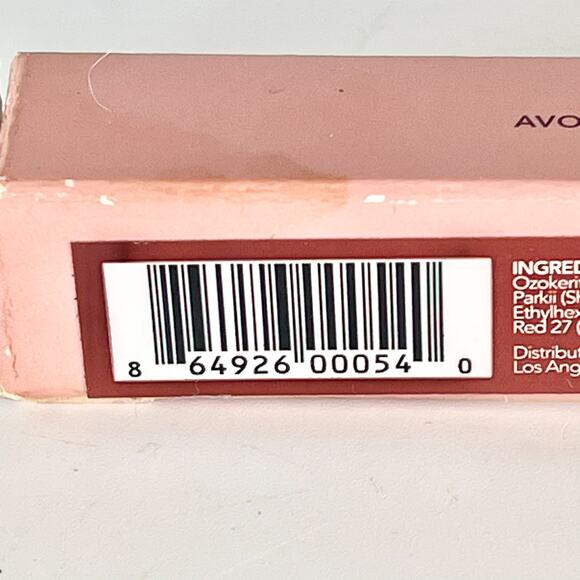 AVO
INGRED
Ozokeri
Parkii (S
Ethylhex
Red 27 (
Distribut
Los Ang
8 64926 00054 0